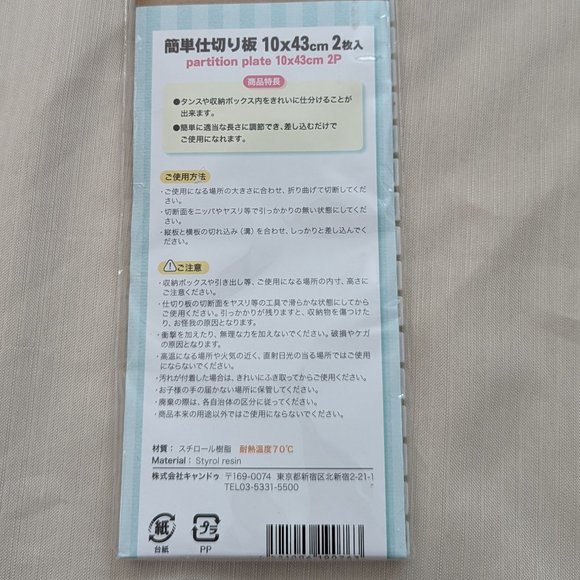 簡単仕切り板 10x43cm 2枚入
partition plate 10x43cm 2P
商品特長
●タンスや収納ボックス内をきれいに仕分けることが
出来ます。
●簡単に適当な長さに調節でき、差し込むだけで
ご使用になれます。
ご使用方法
・ご使用になる場所の大きさに合わせ、折り曲げて切断してくだ
さい。
・切断面をニッパやヤスリ等で引っかかりの無い状態にしてくだ
さい。
・縦板と横板の切れ込み（溝）を合わせ、しっかりと差し込んでく
ださい。
ご注意
・収納ボックスや引き出し等、ご使用になる場所の内寸、高さに
ご注意ください。
・仕切り板の切断面をヤスリ等の工具で滑らかな状態にしてから
ご使用ください。引っかかりが残りますと、収納物を傷つけた
り、お怪我の原因となります。
・衝撃を加えたり、無理な力を加えないでください。破損やケガ
の原因となります。
・高温になる場所や火気の近く、直射日光の当る場所ではご使用
にならないでください。
・汚れが付着した場合は、きれいにふき取ってからご使用ください。
・お子様の手の届かない場所に保管してください。
・廃棄の際は、各自治体の区分に従ってください。
・商品本来の用途以外ではご使用にならないでください。
材質： スチロール樹脂 耐熱温度70℃
Material : Styrol resin
株式会社キャンドゥ 〒169-0074 東京都新宿区北新宿2-21-1
TEL03-5331-5500
紙 プラ
台紙 PP